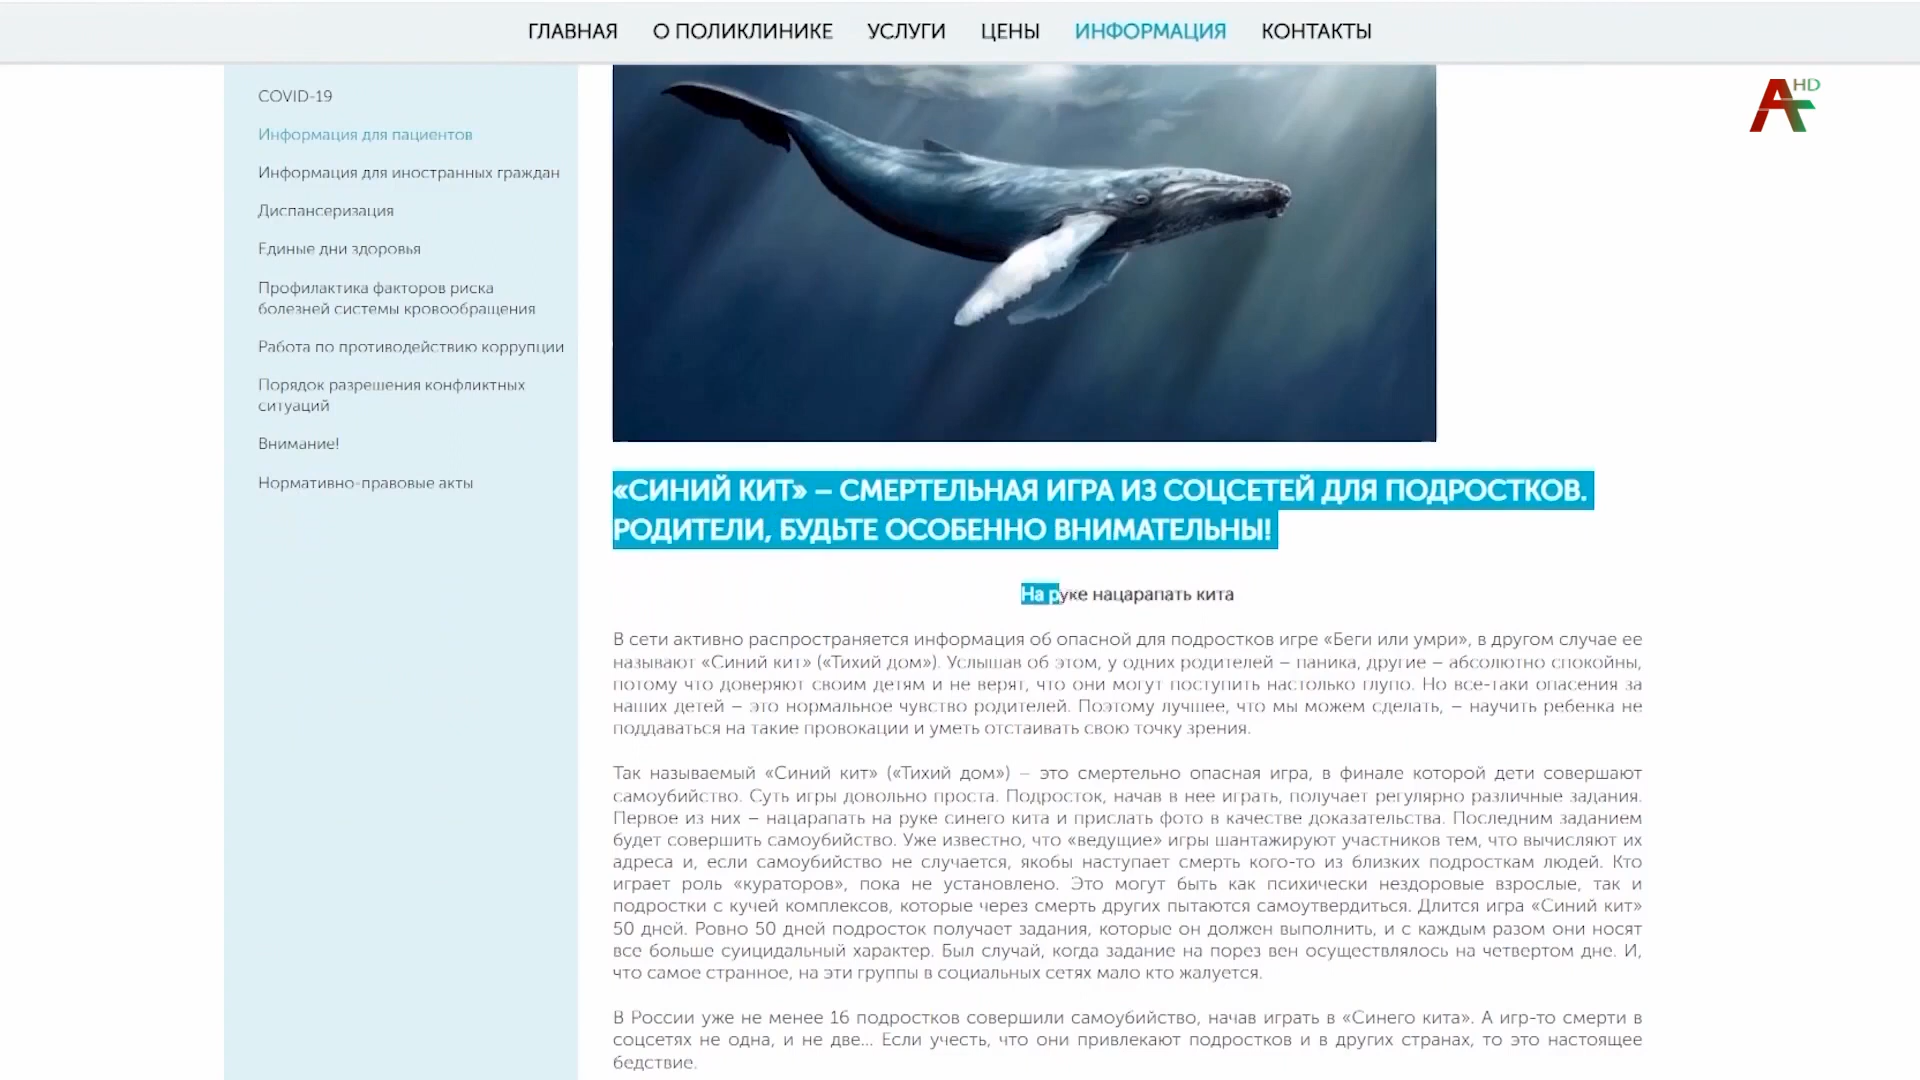 ГЛАВНАЯ О ПОЛИКЛИНИКЕ УСЛУГИ ЦЕНЫ ИНФОРМАЦИЯ КОНТАКТЫ
HD
COVID-19
Информация для пациентов
Информация для иностранных граждан
Диспансеризация
Единые дни здоровья
Профилактика факторов риска
болезней системы кровообращения
Работа по противодействию коррупции
Порядок разрешения конфликтных
ситуаций
Внимание!
Нормативно-правовые акты
«СИНИЙ КИТ» – СМЕРТЕЛЬНАЯ ИГРА ИЗ СОЦСЕТЕЙ ДЛЯ ПОДРОСТКОВ.
РОДИТЕЛИ, БУДЬТЕ ОСОБЕННО ВНИМАТЕЛЬНЫ!
На руке нацарапать кита
В сети активно распространяется информация об опасной для подростков игре «Беги или умри», в другом случае ее
называют «Синий кит» («Тихий дом»). Услышав об этом, у одних родителей – паника, другие – абсолютно спокойны,
потому что доверяют своим детям и не верят, что они могут поступить настолько глупо. Но все-таки опасения за
наших детей – это нормальное чувство родителей. Поэтому лучшее, что мы можем сделать, – научить ребенка не
поддаваться на такие провокации и уметь отстаивать свою точку зрения.
Так называемый «Синий кит» («Тихий дом») – это смертельно опасная игра, в финале которой дети совершают
самоубийство. Суть игры довольно проста. Подросток, начав в нее играть, получает регулярно различные задания.
Первое из них – нацарапать на руке синего кита и прислать фото в качестве доказательства. Последним заданием
будет совершить самоубийство. Уже известно, что «ведущие» игры шантажируют участников тем, что вычисляют их
адреса и, если самоубийство не случается, якобы наступает смерть кого-то из близких подросткам людей. Кто
играет роль «кураторов», пока не установлено. Это могут быть как психически нездоровые взрослые, так и
подростки с кучей комплексов, которые через смерть других пытаются самоутвердиться. Длится игра «Синий кит»
50 дней. Ровно 50 дней подросток получает задания, которые он должен выполнить, и с каждым разом они носят
все больше суицидальный характер. Был случай, когда задание на порез вен осуществлялось на четвертом дне. И,
что самое странное, на эти группы в социальных сетях мало кто жалуется.
В России уже не менее 16 подростков совершили самоубийство, начав играть в «Синего кита». А игр-то смерти в
соцсетях не одна, и не две... Если учесть, что они привлекают подростков и в других странах, то это настоящее
бедствие.